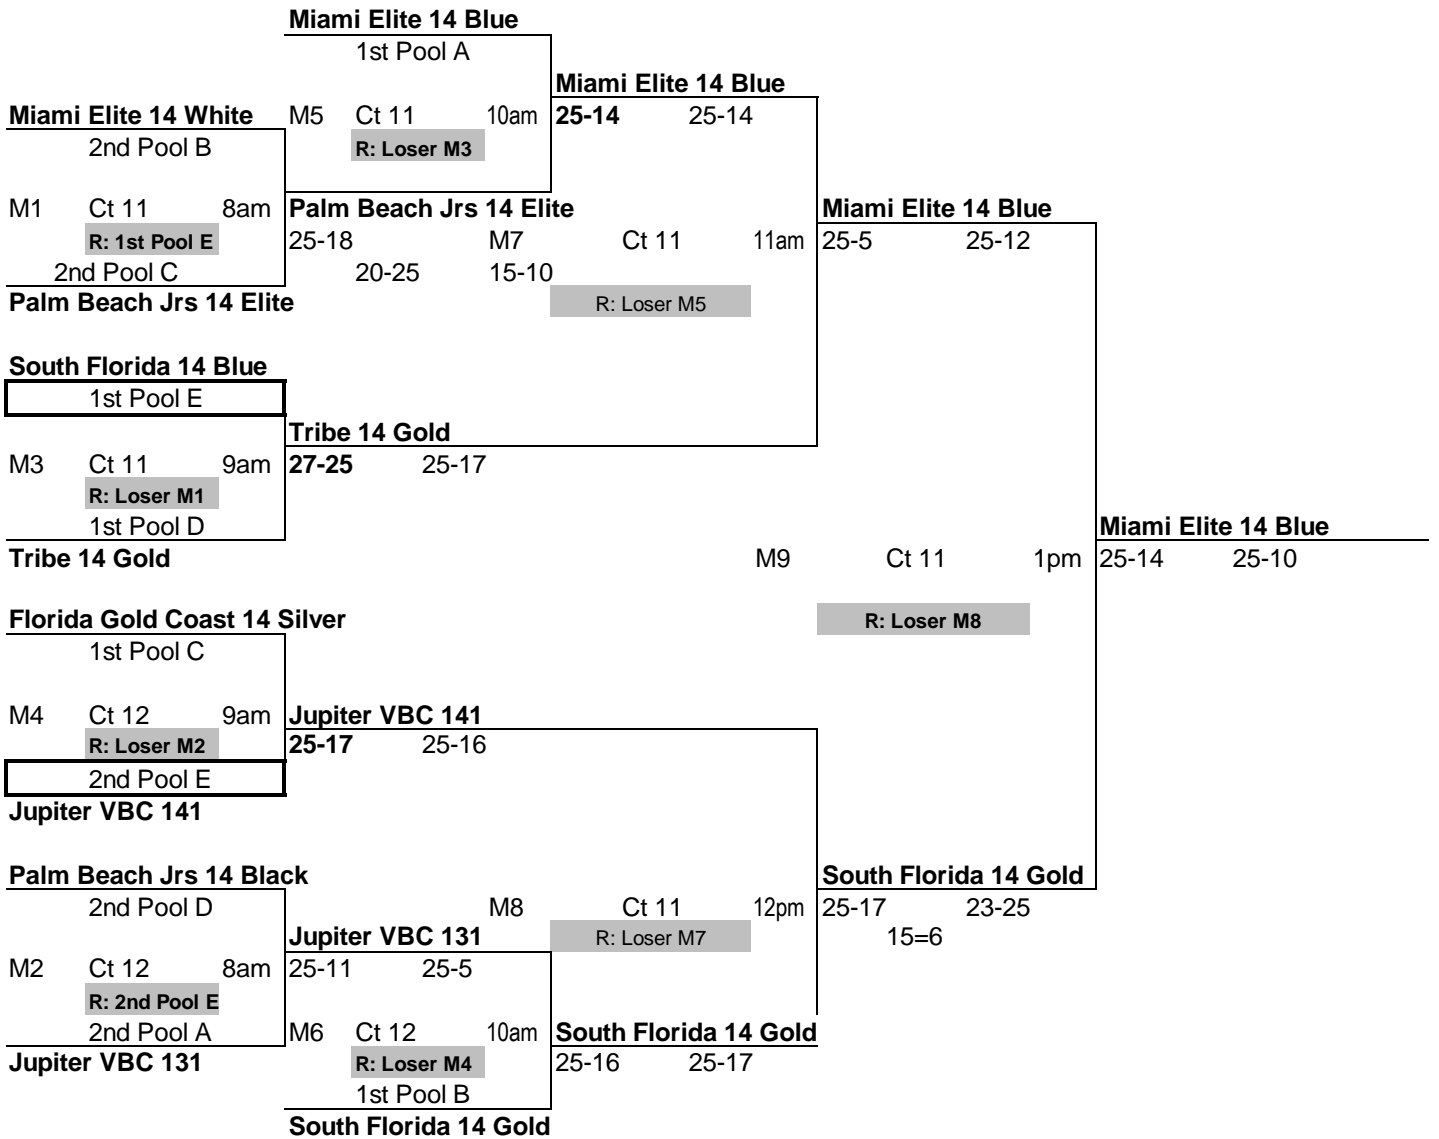 Miami Elite 14 Blue
1st Pool A
Miami Elite 14 Blue
Miami Elite 14 White M5 Ct 11 10am 25-14 25-14
2nd Pool B R: Loser M3
M1 Ct 11 8am Palm Beach Jrs 14 Elite Miami Elite 14 Blue
R: 1st Pool E 25-18 M7 Ct 11 11am 25-5 25-12
2nd Pool C 20-25 15-10
Palm Beach Jrs 14 Elite R: Loser M5
South Florida 14 Blue
1st Pool E
Tribe 14 Gold
M3 Ct 11 9am 27-25 25-17
R: Loser M1
1st Pool D Miami Elite 14 Blue
Tribe 14 Gold M9 Ct 11 1pm 25-14 25-10
Florida Gold Coast 14 Silver R: Loser M8
1st Pool C
M4 Ct 12 9am Jupiter VBC 141
R: Loser M2 25-17 25-16
2nd Pool E
Jupiter VBC 141
Palm Beach Jrs 14 Black South Florida 14 Gold
2nd Pool D M8 Ct 11 12pm 25-17 23-25
Jupiter VBC 131 R: Loser M7 15=6
M2 Ct 12 8am 25-11 25-5
R: 2nd Pool E
2nd Pool A M6 Ct 12 10am South Florida 14 Gold
Jupiter VBC 131 R: Loser M4 25-16 25-17
1st Pool B
South Florida 14 Gold